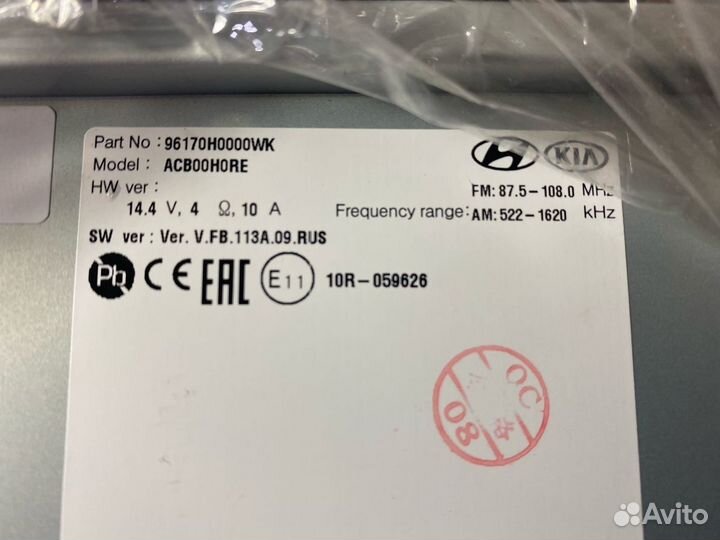 Part No : 96170H0000WK
Model : ACB00H0RE
HW ver :
14.4 V, 4 Ω, 10 A
KIA
FM: 87.5-108.0 MHz
Frequency range: AM: 522-1620 kHz
SW ver : Ver. V.FB.113A.09.RUS
Pb CE EAC E11 10R-059626
OC
08
Avito